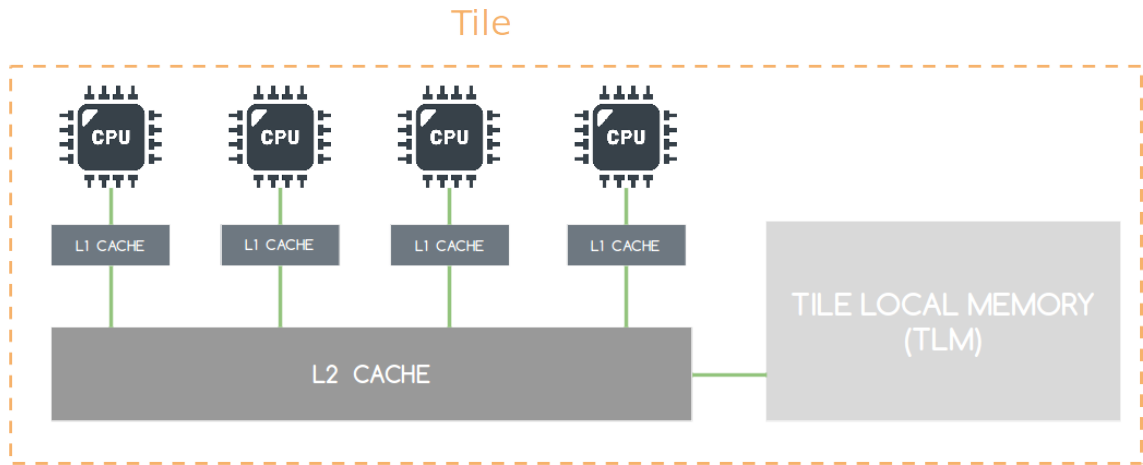 Tile
CPU
CPU
CPU
CPU
L1 CACHE
L1 CACHE
L1 CACHE
L1 CACHE
TILE LOCAL MEMORY
(TLM)
L2 CACHE